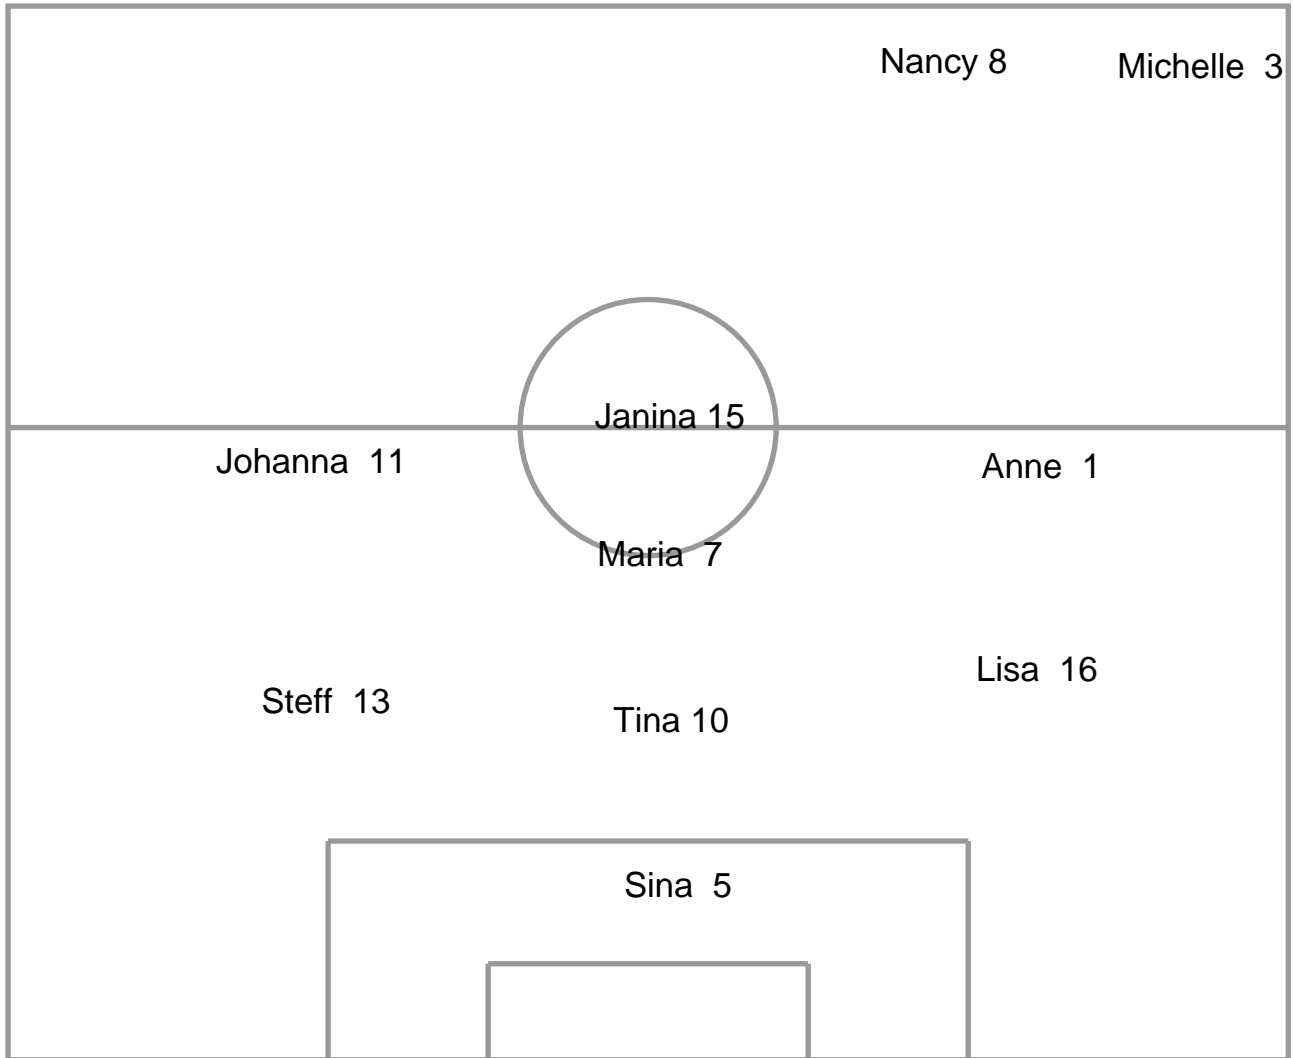 Nancy 8
Michelle 3
Janina 15
Johanna 11
Anne 1
Maria 7
Lisa 16
Steff 13
Tina 10
Sina 5